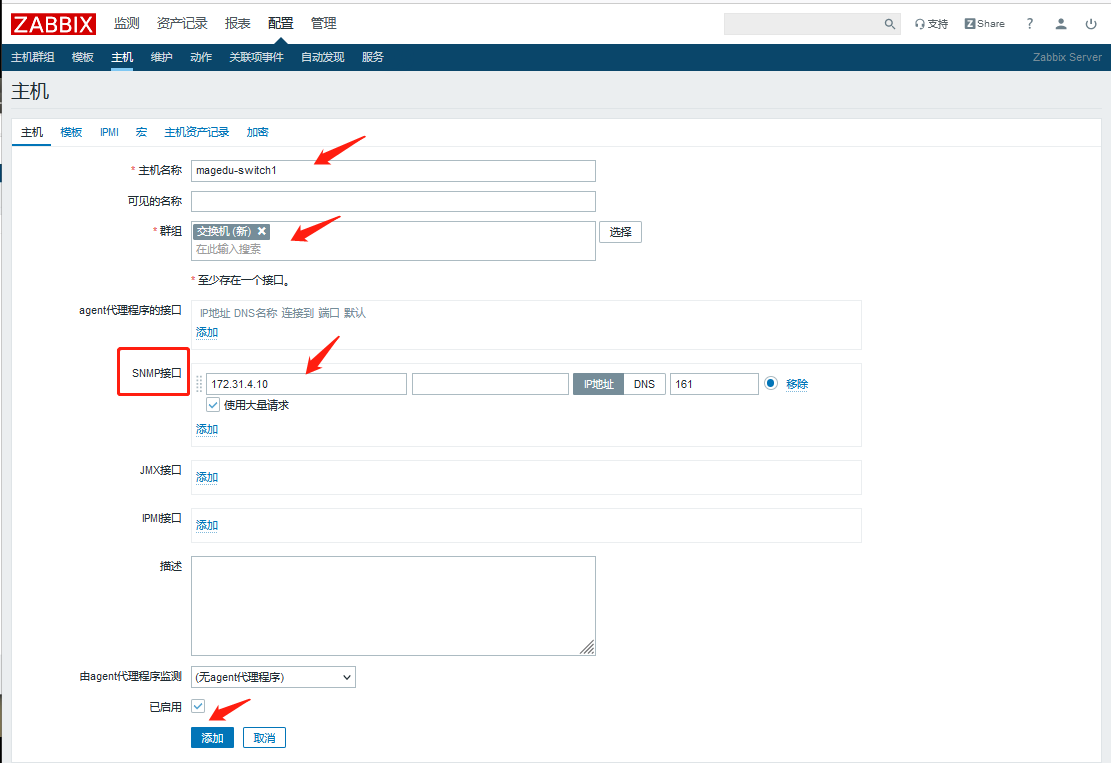 ZABBIX 监测 资产记录 报表 配置 管理 支持 Z Share ?
主机群组 模板 主机 维护 动作 关联项事件 自动发现 服务 Zabbix Server
主机
主机 模板 IPMI 宏 主机资产记录 加密
* 主机名称 magedu-switch1
可见的名称
* 群组 交换机 (新) 选择
在此输入搜索
* 至少存在一个接口。
agent代理程序的接口 IP地址 DNS名称 连接到 端口 默认
添加
SNMP接口 172.31.4.10 IP地址 DNS 161 移除
使用大量请求
添加
JMX接口 添加
IPMI接口 添加
描述
由agent代理程序监测 (无agent代理程序)
已启用
添加 取消